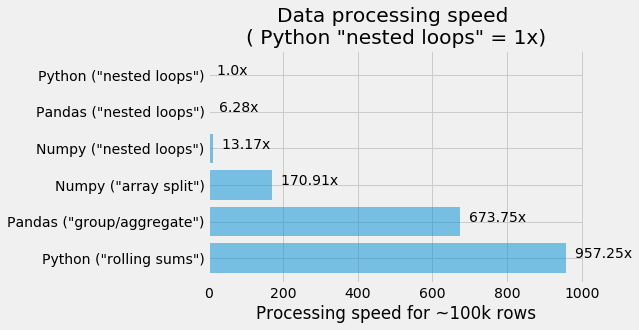 Data processing speed
( Python "nested loops" = 1x)
Python ("nested loops") 1.0x
Pandas ("nested loops") 6.28x
Numpy ("nested loops") 13.17x
Numpy ("array split") 170.91x
Pandas ("group/aggregate") 673.75x
Python ("rolling sums") 957.25x
0 200 400 600 800 1000
Processing speed for ~100k rows